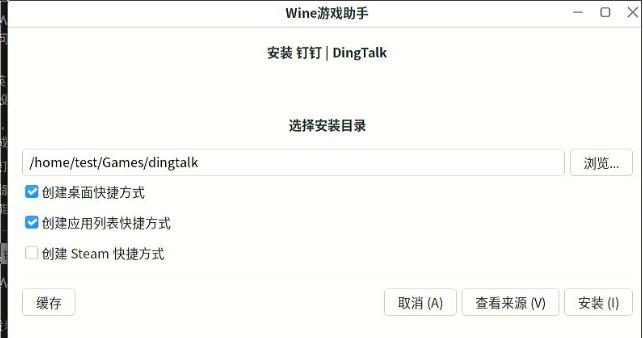 Wine游戏助手
安装 钉钉 | DingTalk
选择安装目录
/home/test/Games/dingtalk
浏览...
创建桌面快捷方式
创建应用列表快捷方式
创建 Steam 快捷方式
缓存 取消 (A) 查看来源 (V) 安装 (I)